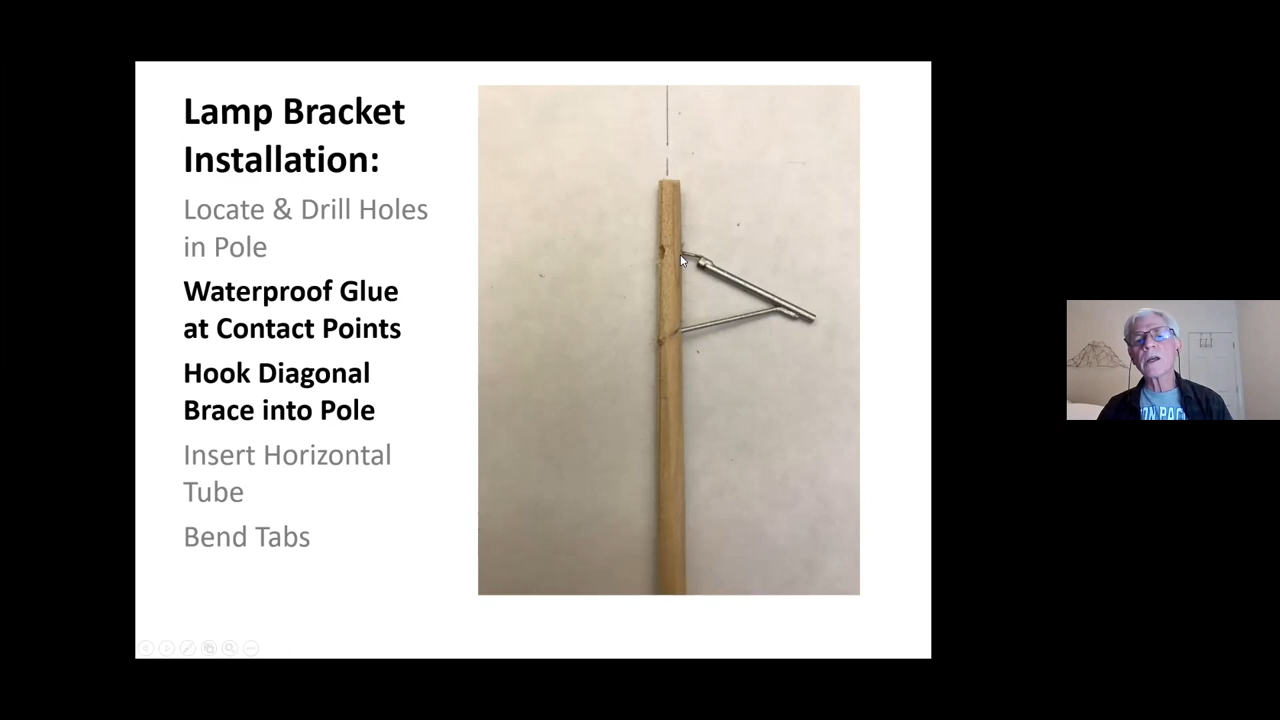 Lamp Bracket
Installation:
Locate & Drill Holes
in Pole
Waterproof Glue
at Contact Points
Hook Diagonal
Brace into Pole
Insert Horizontal
Tube
Bend Tabs